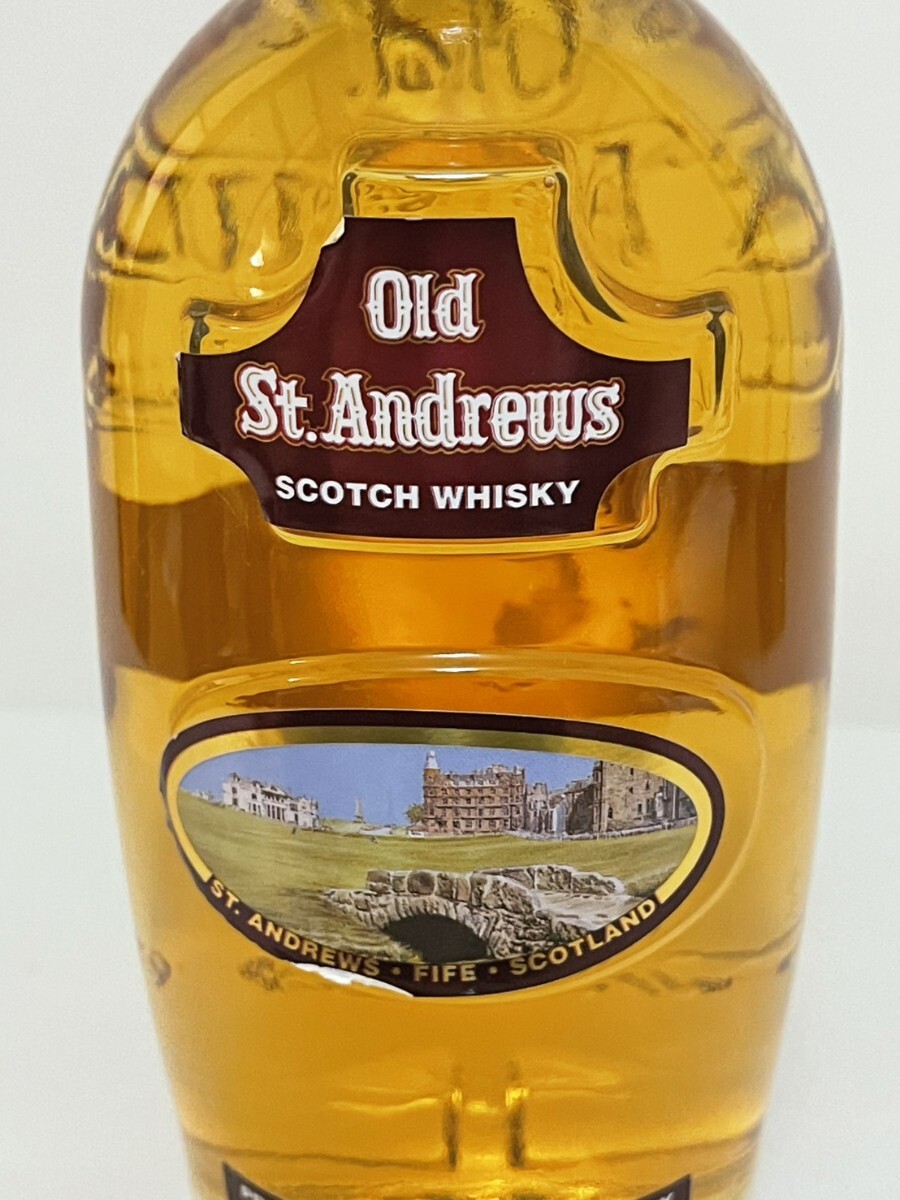 Old
St. Andrews
SCOTCH WHISKY
ST. ANDREWS · FIFE · SCOTLAND